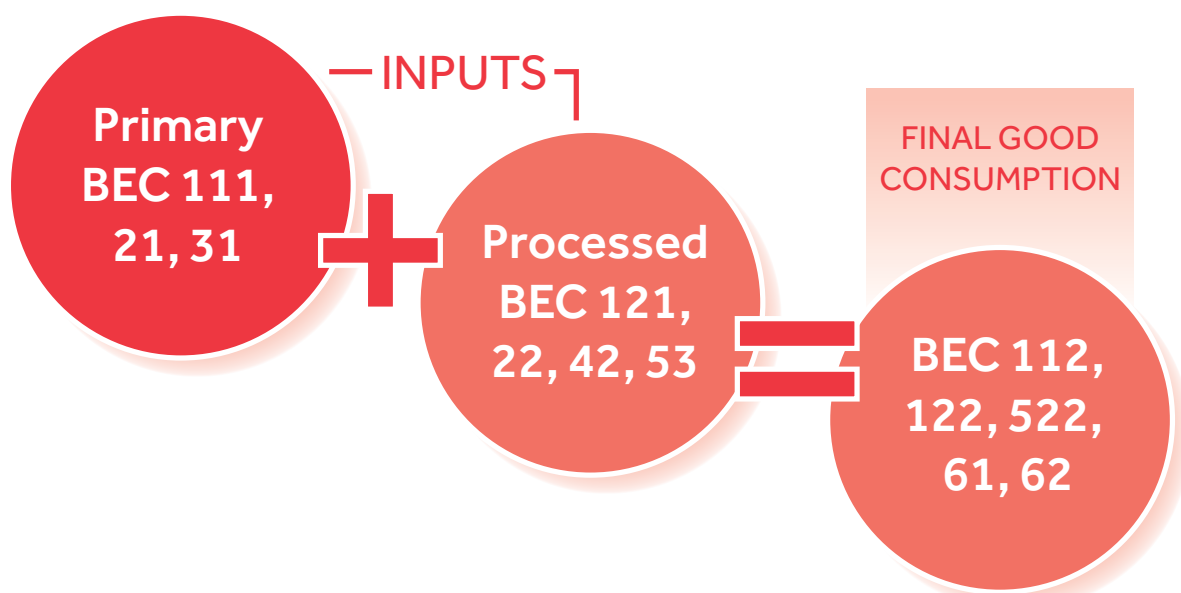 INPUTS
Primary
BEC 111,
21, 31
Processed
BEC 121,
22, 42, 53
FINAL GOOD
CONSUMPTION
BEC 112,
122, 522,
61, 62